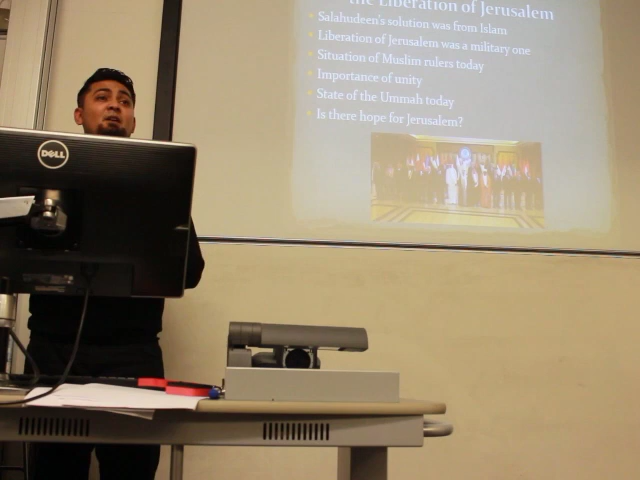 the Liberation of Jerusalem
Salahudeen's solution was from Islam
Liberation of Jerusalem was a military one
Situation of Muslim rulers today
Importance of unity
State of the Ummah today
Is there hope for Jerusalem?
DELL